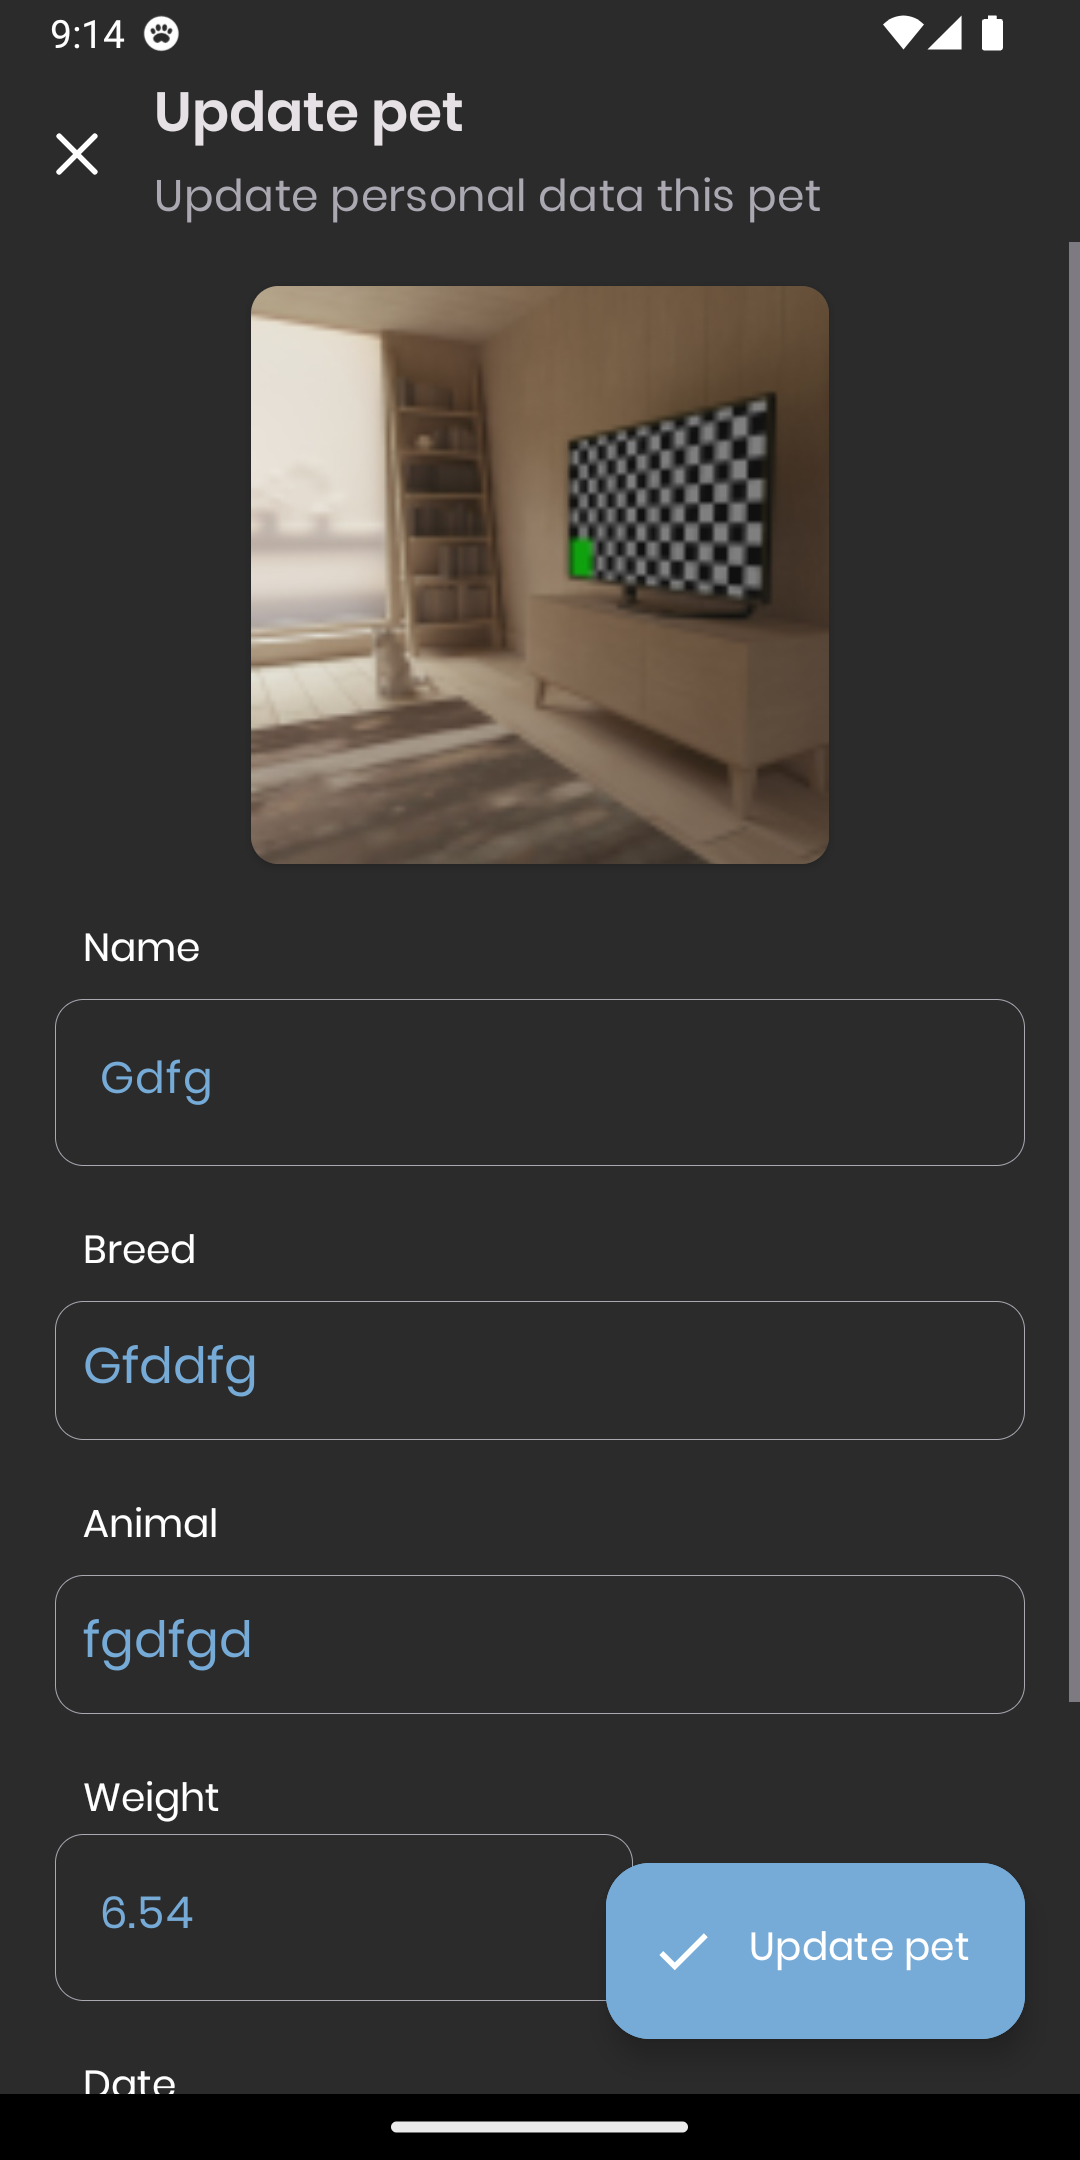 9:14
Update pet
Update personal data this pet
Name
Gdfg
Breed
Gfddfg
Animal
fgdfgd
Weight
6.54
Update pet
Date